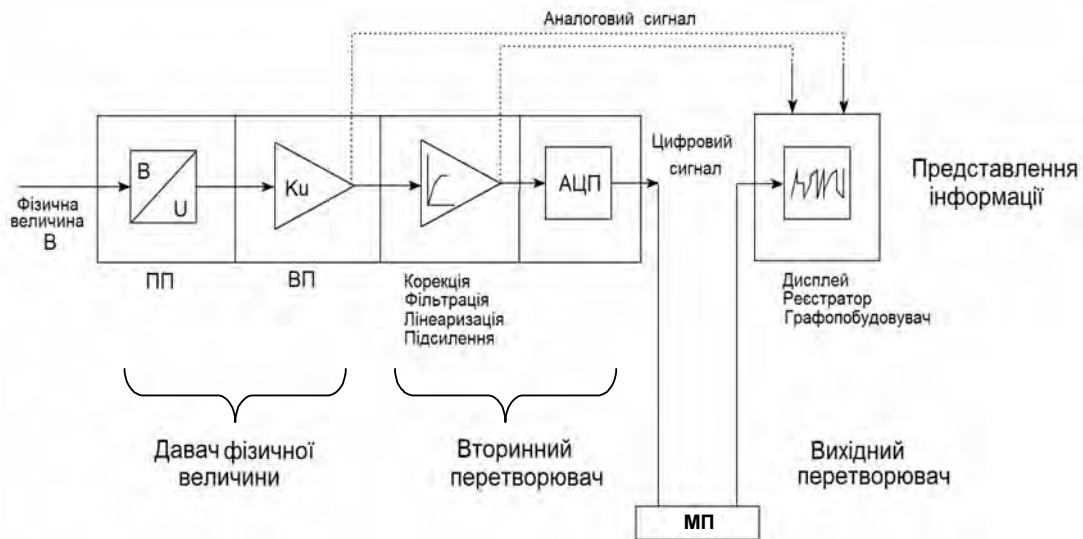 Аналоговий сигнал
Цифровий
сигнал
Представлення
інформації
Фізична
величина
В
В
U
Ku
АЦП
ПП
ВП
Корекція
Фільтрація
Лінеаризація
Підсилення
Дисплей
Реєстратор
Графопобудовувач
Давач фізичної
величини
Вторинний
перетворювач
Вихідний
перетворювач
МП